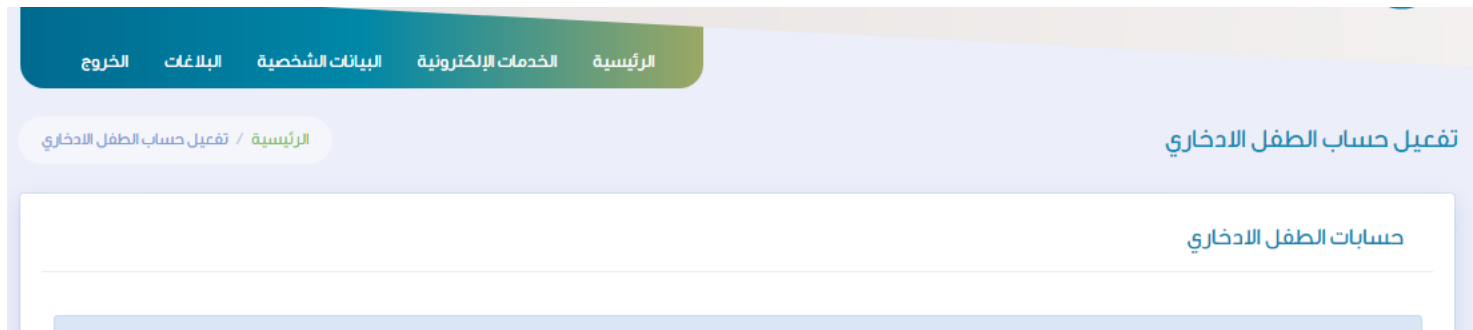 الرئيسية الخدمات الإلكترونية البيانات الشخصية البلاغات الخروج
تفعيل حساب الطفل الادخاري
الرئيسية / تفعيل حساب الطفل الادخاري
حسابات الطفل الادخاري